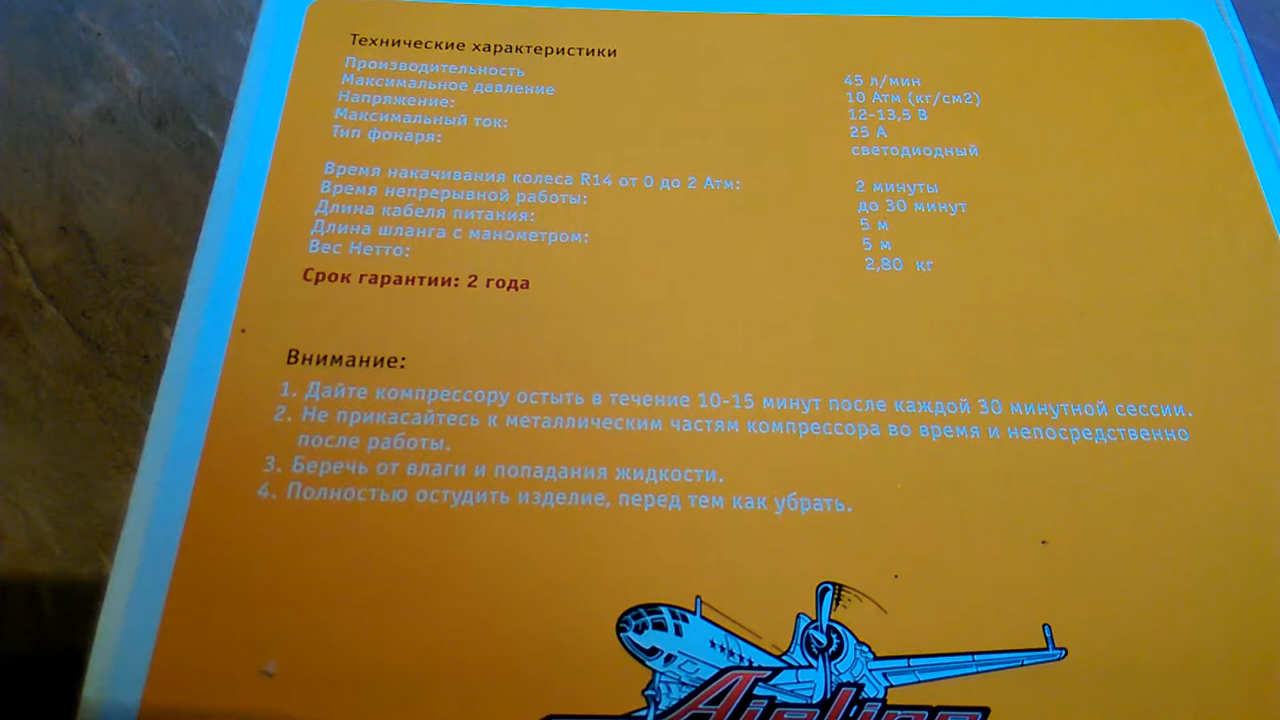 Технические характеристики
Производительность 45 л/мин
Максимальное давление 10 Атм (кг/см2)
Напряжение: 12-13,5 В
Максимальный ток: 25 А
Тип фонаря: светодиодный
Время накачивания колеса R14 от 0 до 2 Атм: 2 минуты
Время непрерывной работы: до 30 минут
Длина кабеля питания: 5 м
Длина шланга с манометром: 5 м
Вес Нетто: 2,80 кг
Срок гарантии: 2 года
Внимание:
1. Дайте компрессору остыть в течение 10-15 минут после каждой 30 минутной сессии.
2. Не прикасайтесь к металлическим частям компрессора во время и непосредственно
после работы.
3. Беречь от влаги и попадания жидкости.
4. Полностью остудить изделие, перед тем как убрать.
Airline